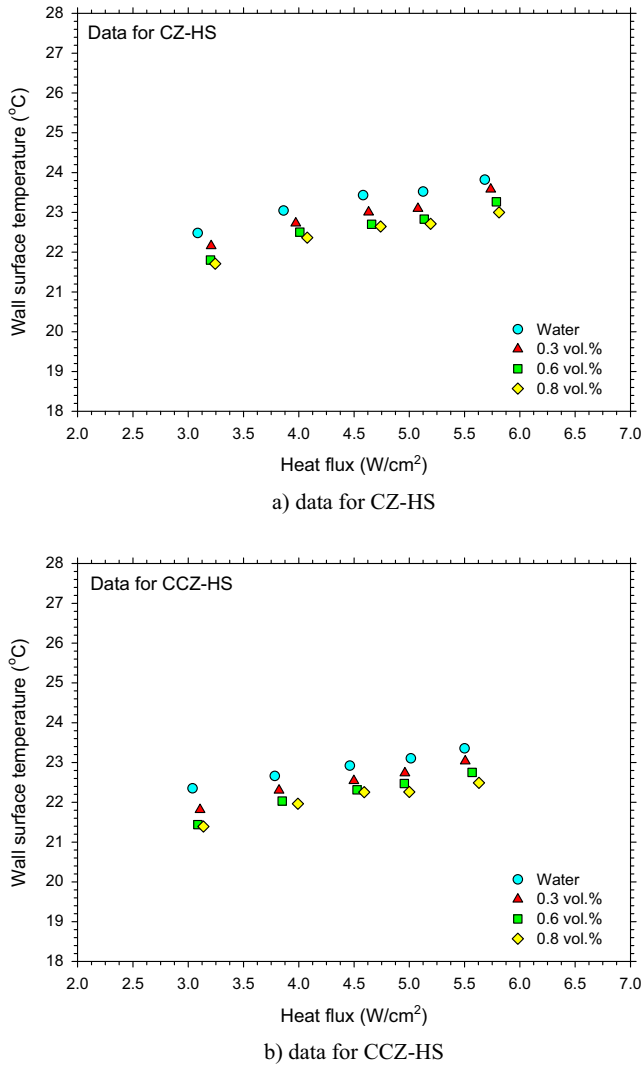 28
Data for CZ-HS
27
26
25
24
23
22
21
20
19
18
Wall surface temperature (°C)
Water
0.3 vol.%
0.6 vol.%
0.8 vol.%
2.0 2.5 3.0 3.5 4.0 4.5 5.0 5.5 6.0 6.5 7.0
Heat flux (W/cm²)
a) data for CZ-HS
28
Data for CCZ-HS
27
26
25
24
23
22
21
20
19
18
Wall surface temperature (°C)
Water
0.3 vol.%
0.6 vol.%
0.8 vol.%
2.0 2.5 3.0 3.5 4.0 4.5 5.0 5.5 6.0 6.5 7.0
Heat flux (W/cm²)
b) data for CCZ-HS